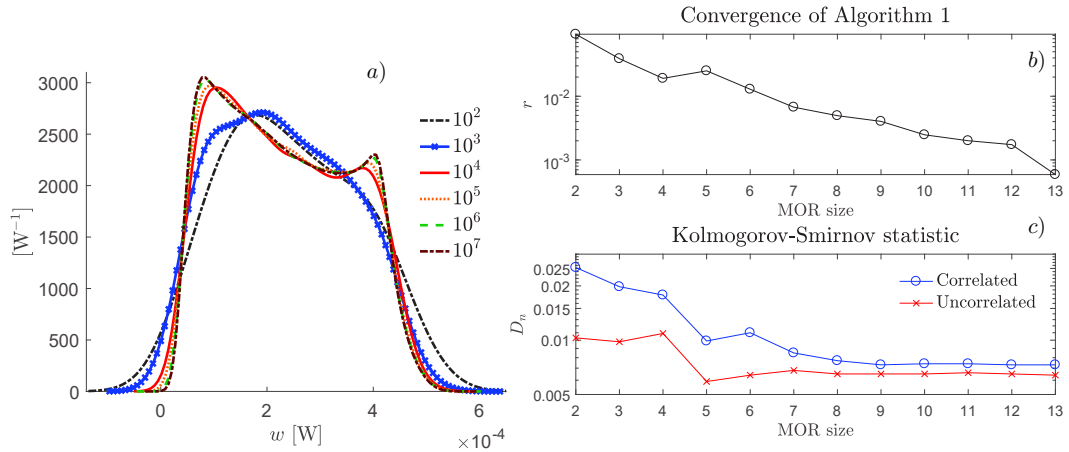 a)
3000
2500
2000
1500
1000
500
0
[W⁻¹]
10²
10³
10⁴
10⁵
10⁶
10⁷
0 2 4 6
×10⁻⁴
w [W]
Convergence of Algorithm 1
b)
r
10⁻²
10⁻³
2 3 4 5 6 7 8 9 10 11 12 13
MOR size
Kolmogorov-Smirnov statistic
c)
Dₙ
0.025
0.02
0.015
0.01
0.005
Correlated
Uncorrelated
2 3 4 5 6 7 8 9 10 11 12 13
MOR size